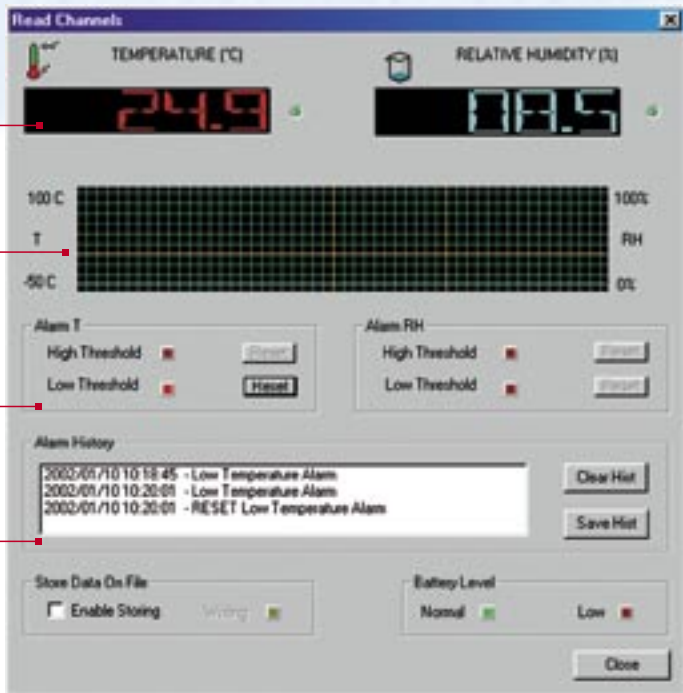 Read Channels
TEMPERATURE (°C)
RELATIVE HUMIDITY (%)
24.9
100 C
100%
T
RH
-50 C
0%
Alarm T
Alarm RH
High Threshold
Reset
High Threshold
Reset
Low Threshold
Reset
Low Threshold
Reset
Alarm History
2002/01/10 10:18:45 - Low Temperature Alarm
2002/01/10 10:20:01 - Low Temperature Alarm
2002/01/10 10:20:01 - RESET Low Temperature Alarm
Clear Hist
Save Hist
Store Data On File
Battery Level
Enable Storing
Writing
Normal
Low
Close